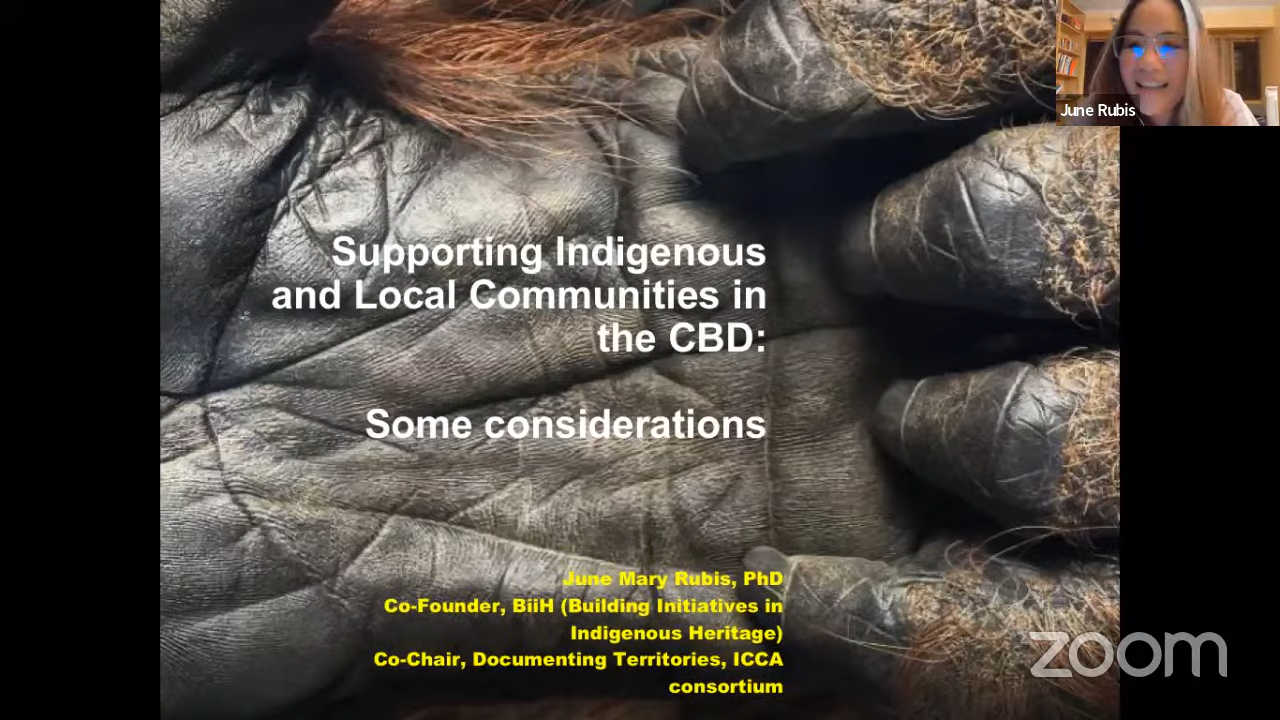 June Rubis
Supporting Indigenous
and Local Communities in
the CBD:
Some considerations
June Mary Rubis, PhD
Co-Founder, BiiH (Building Initiatives in
Indigenous Heritage)
Co-Chair, Documenting Territories, ICCA
consortium
zoom